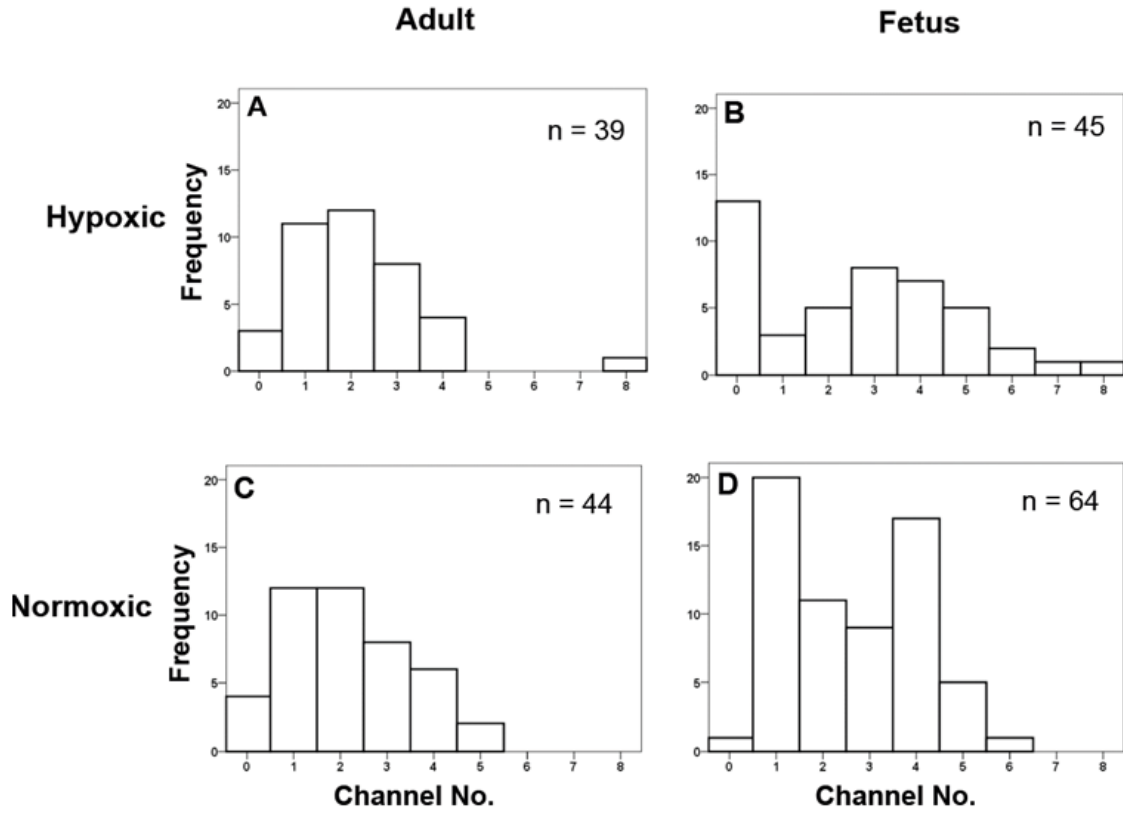 Adult
Fetus
Hypoxic
Frequency
A
n = 39
20
15
10
5
0
0 1 2 3 4 5 6 7 8
B
n = 45
20
15
10
5
0
0 1 2 3 4 5 6 7 8
Normoxic
Frequency
C
n = 44
20
15
10
5
0
0 1 2 3 4 5 6 7 8
Channel No.
D
n = 64
20
15
10
5
0
0 1 2 3 4 5 6 7 8
Channel No.